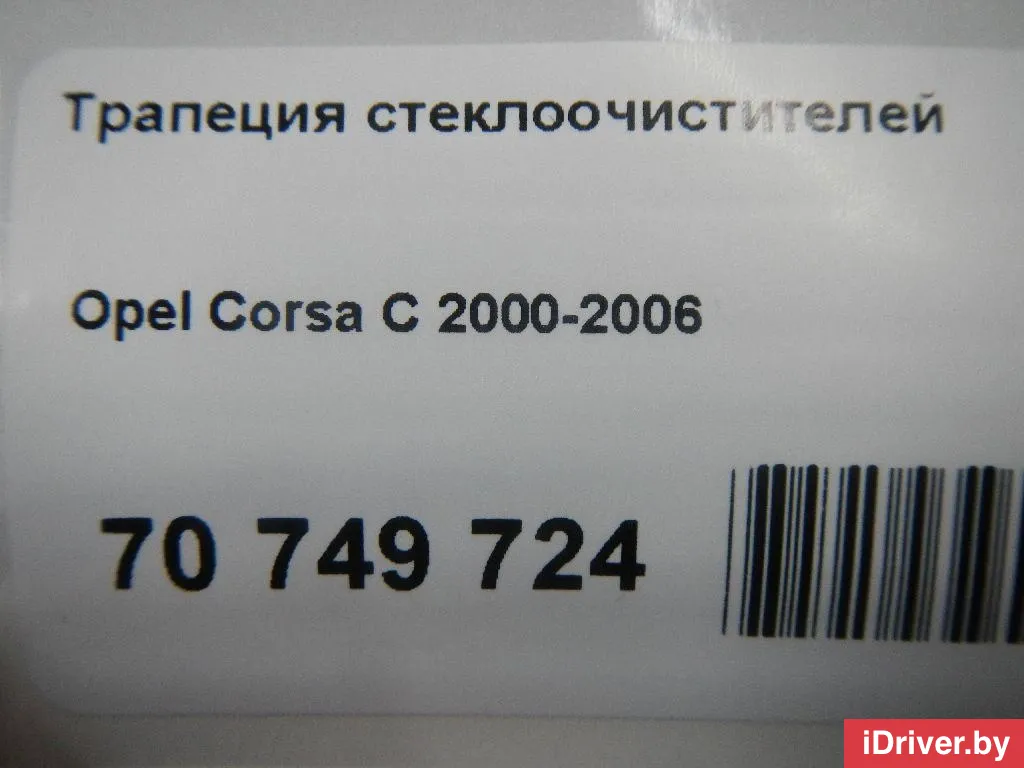 Трапеция стеклоочистителей
Opel Corsa C 2000-2006
70 749 724
iDriver.by